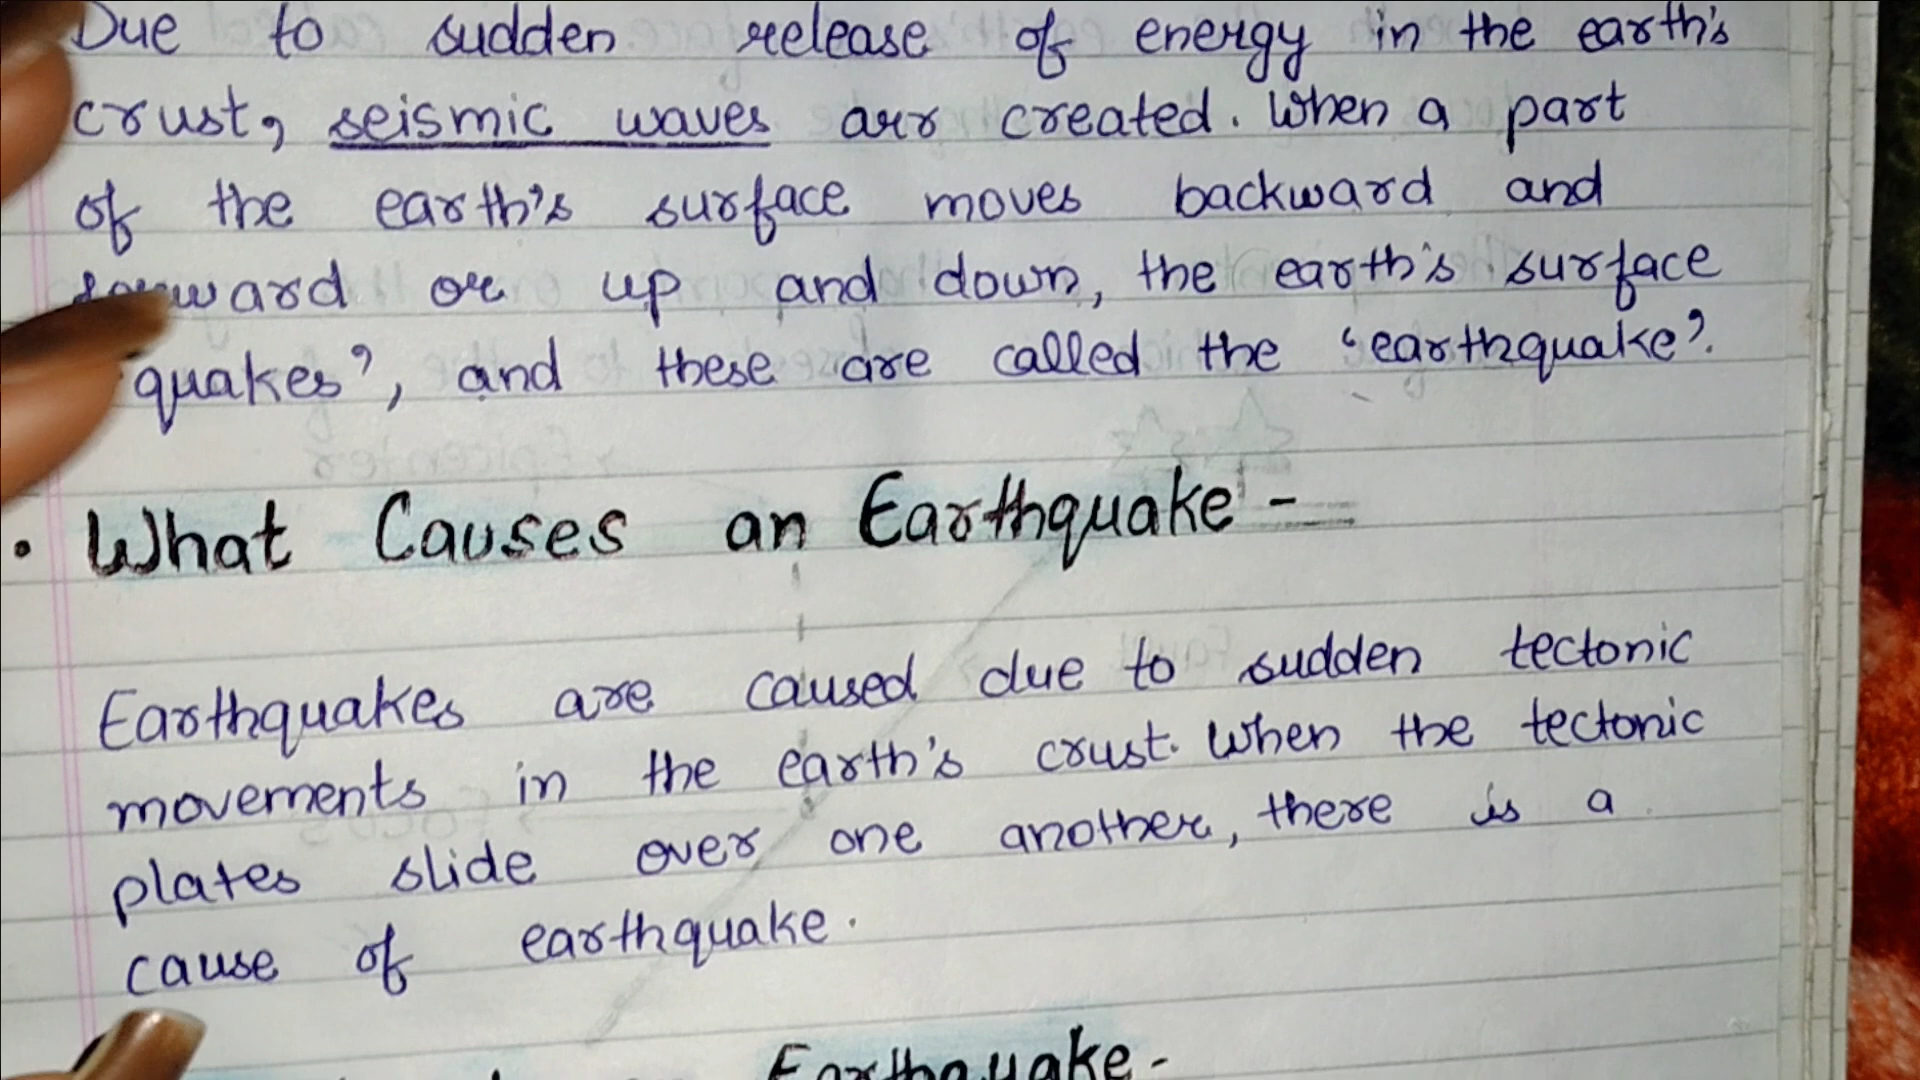 Due to sudden release of energy in the earth's
crust, seismic waves arr created. When a part
of the earth's surface moves backward and
forward or up and down, the earth's surface
'quakes', and these are called the 'earthquake'.
• What Causes an Earthquake -
Earthquakes are caused due to sudden tectonic
movements in the earth's crust. When the tectonic
plates slide over one another, there is a
cause of earthquake.
Earthquake -